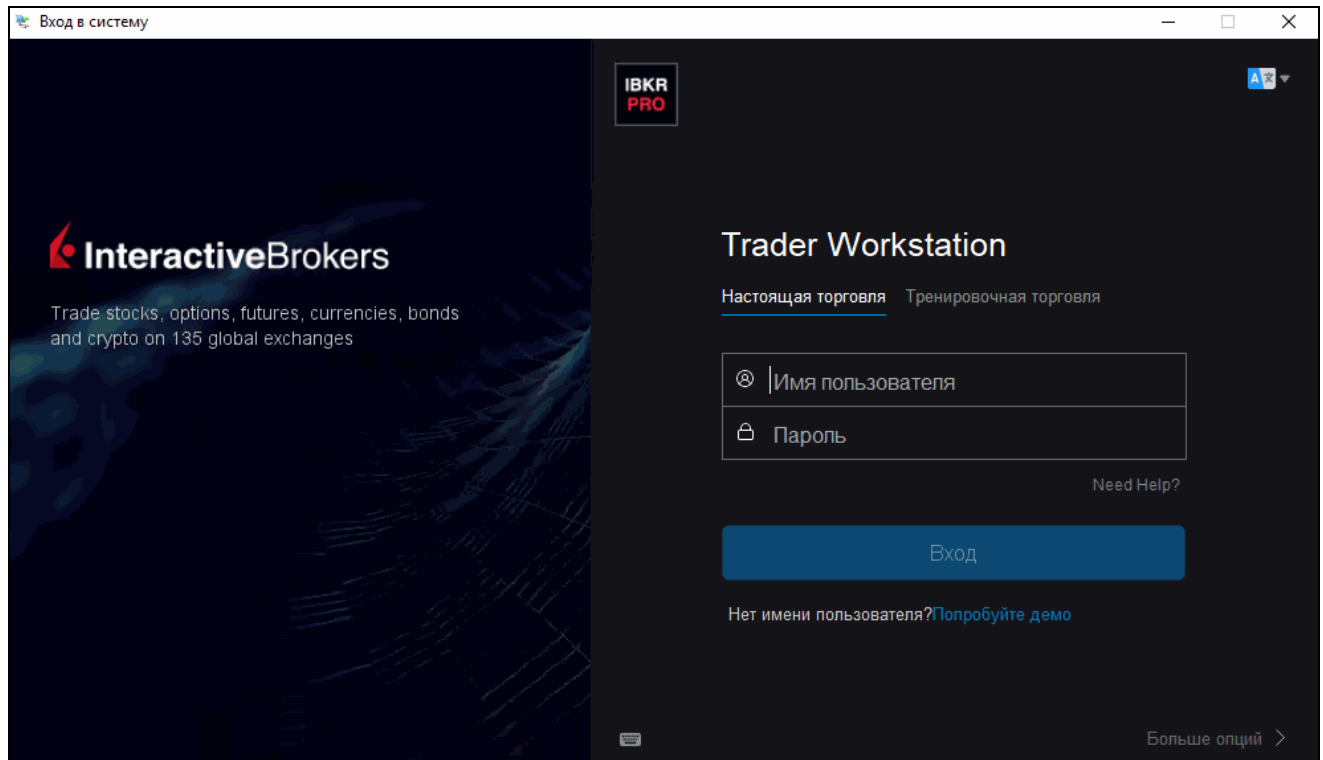 Вход в систему
IBKR
PRO
InteractiveBrokers
Trade stocks, options, futures, currencies, bonds
and crypto on 135 global exchanges
Trader Workstation
Настоящая торговля Тренировочная торговля
Имя пользователя
Пароль
Need Help?
Вход
Нет имени пользователя?Попробуйте демо
Больше опций